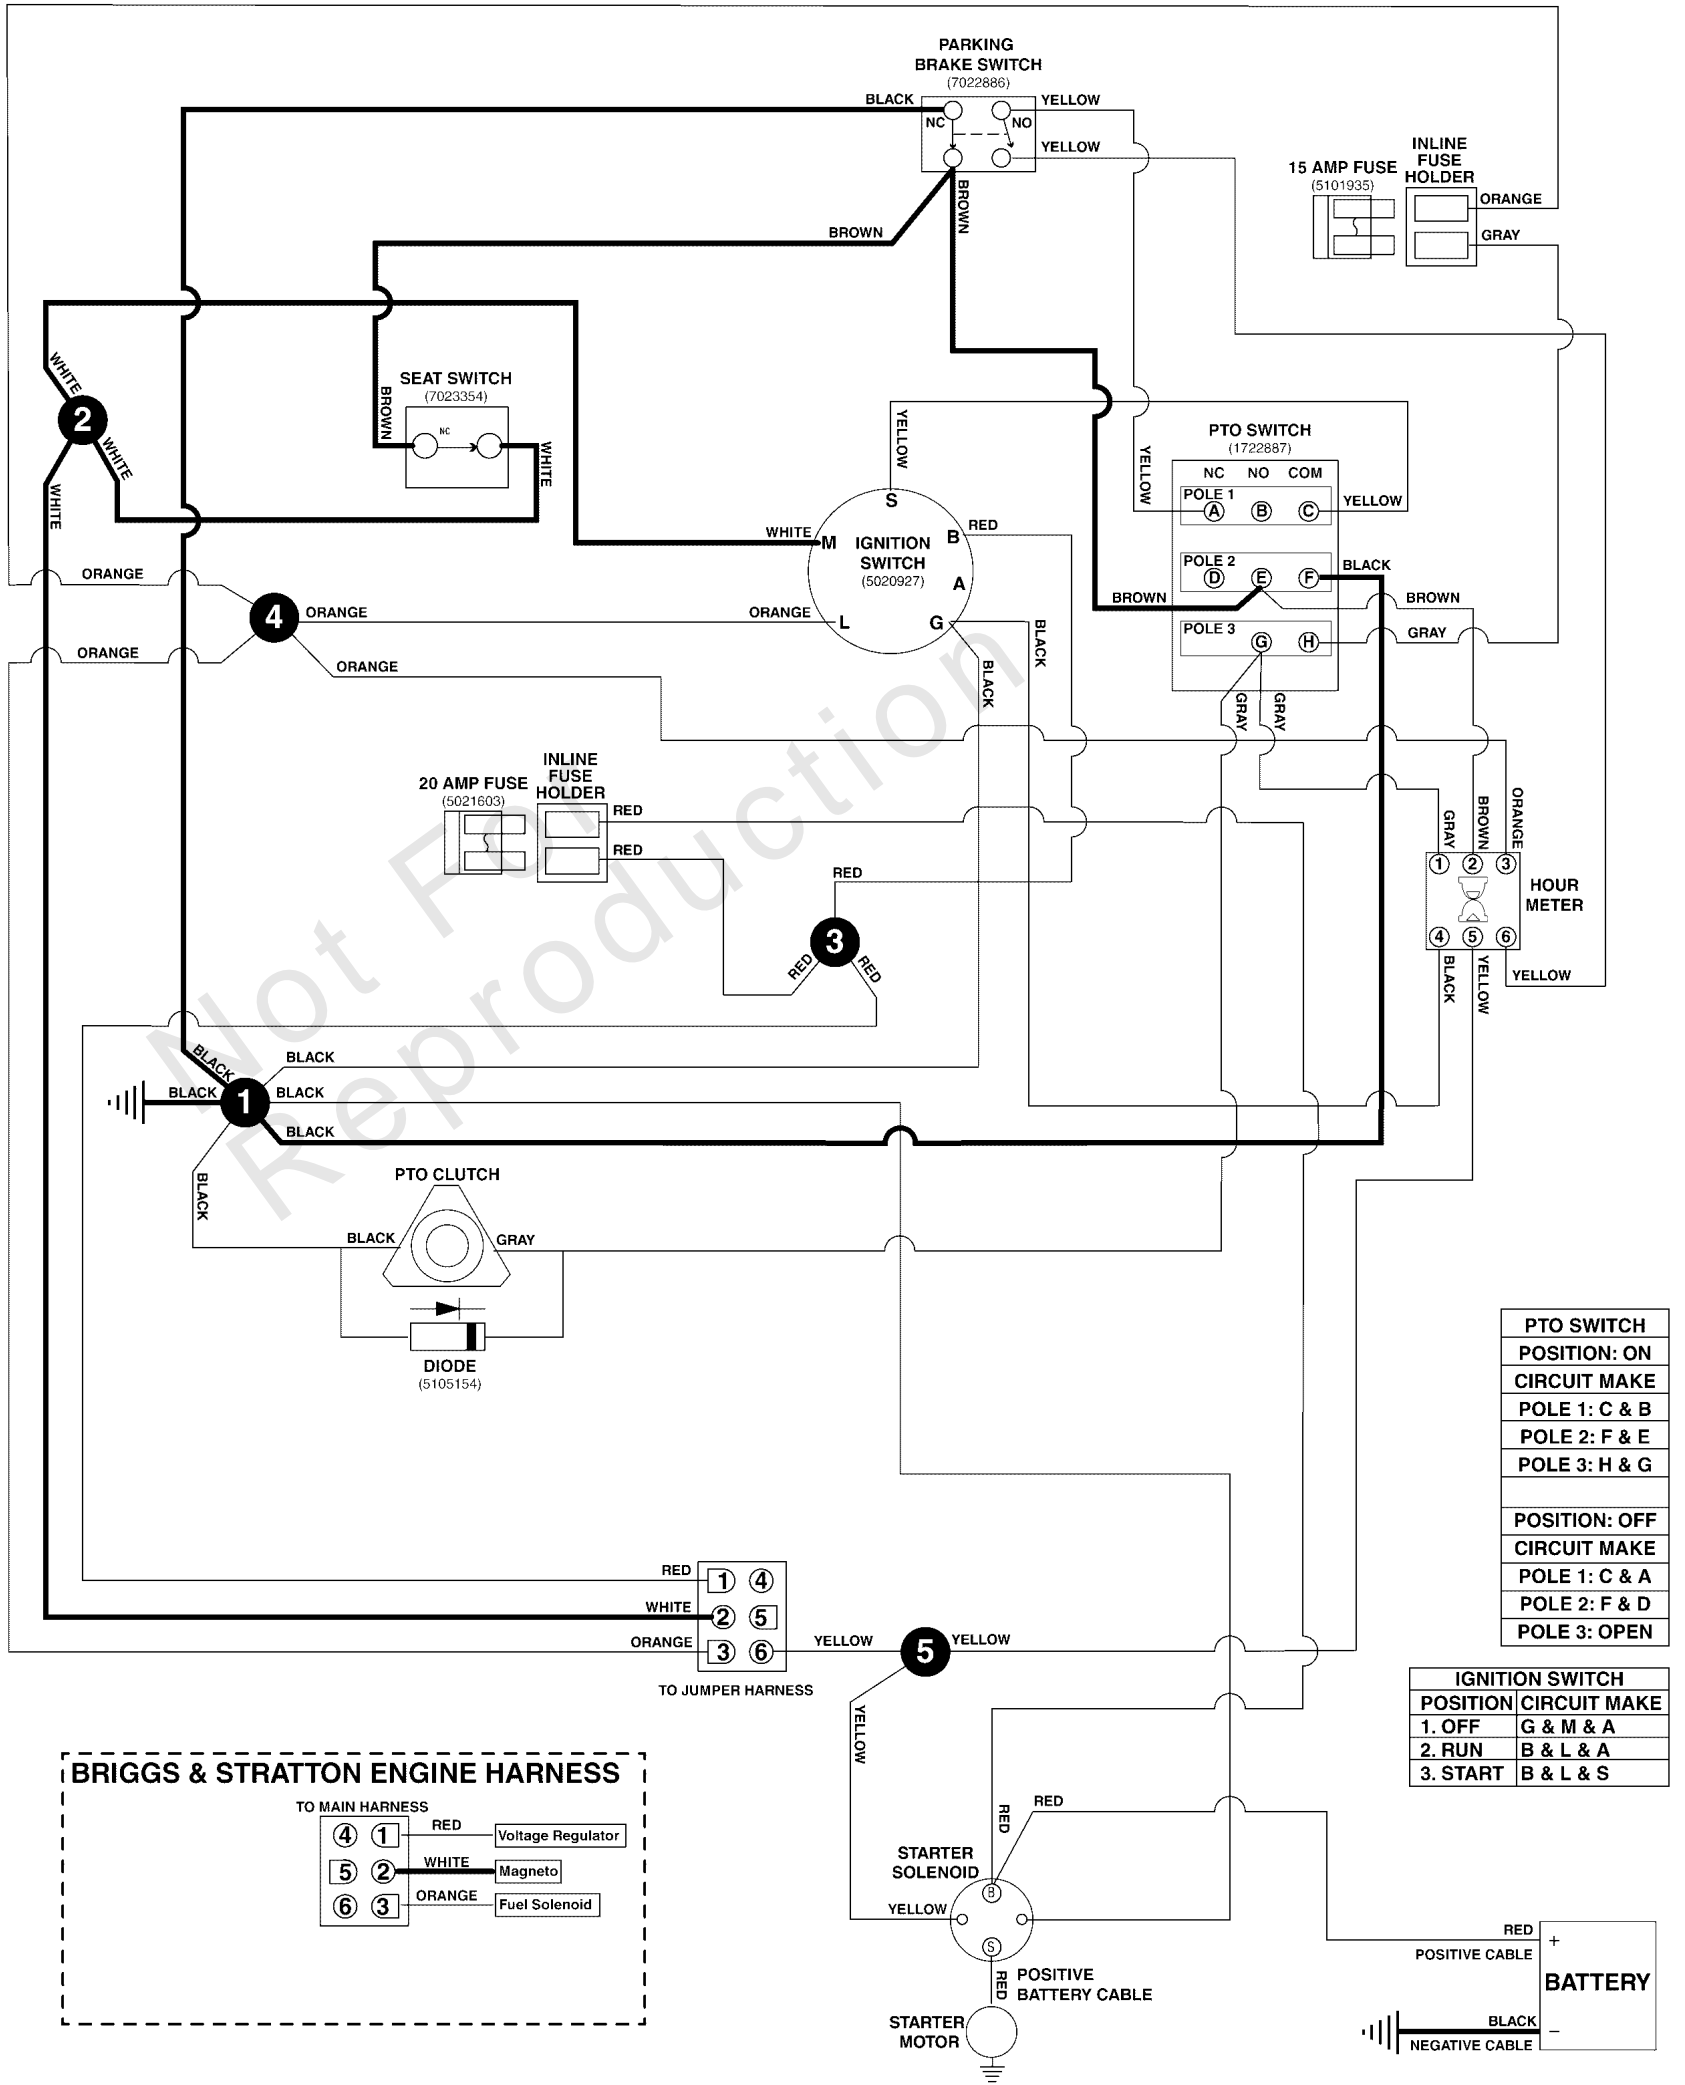 PARKING
BRAKE SWITCH
(7022886)
BLACK
YELLOW
NC
NO
YELLOW
BROWN
BROWN
15 AMP FUSE
(5101935)
INLINE
FUSE
HOLDER
ORANGE
GRAY
WHITE
2
WHITE
WHITE
SEAT SWITCH
(7023354)
BROWN
NC
WHITE
YELLOW
YELLOW
PTO SWITCH
(1722887)
NC NO COM
POLE 1
A B C
YELLOW
POLE 2
D E F
BLACK
BROWN
BROWN
POLE 3
G H
GRAY
GRAY
GRAY
S
WHITE
M
IGNITION
SWITCH
(5020927)
B
RED
A
L
G
BLACK
BLACK
ORANGE
4
ORANGE
ORANGE
ORANGE
ORANGE
20 AMP FUSE
(5021603)
INLINE
FUSE
HOLDER
RED
RED
RED
3
RED
RED
GRAY
BROWN
ORANGE
1 2 3
HOUR
METER
4 5 6
BLACK
YELLOW
YELLOW
Not For
Reproduction
BLACK
BLACK
BLACK
1
BLACK
BLACK
BLACK
PTO CLUTCH
BLACK
GRAY
DIODE
(5105154)
PTO SWITCH
POSITION: ON
CIRCUIT MAKE
POLE 1: C & B
POLE 2: F & E
POLE 3: H & G
POSITION: OFF
CIRCUIT MAKE
POLE 1: C & A
POLE 2: F & D
POLE 3: OPEN
IGNITION SWITCH
POSITION CIRCUIT MAKE
1. OFF G & M & A
2. RUN B & L & A
3. START B & L & S
RED
1 4
WHITE
2 5
ORANGE
3 6
YELLOW
5
YELLOW
TO JUMPER HARNESS
YELLOW
BRIGGS & STRATTON ENGINE HARNESS
TO MAIN HARNESS
4 1
RED
Voltage Regulator
5 2
WHITE
Magneto
6 3
ORANGE
Fuel Solenoid
RED
RED
STARTER
SOLENOID
B
YELLOW
S
RED
POSITIVE
BATTERY CABLE
STARTER
MOTOR
RED
POSITIVE CABLE
+
BATTERY
BLACK
NEGATIVE CABLE
–